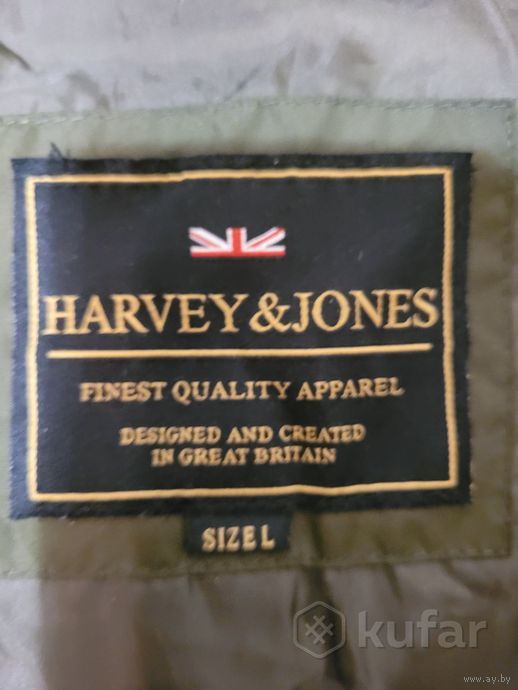 HARVEY&JONES
FINEST QUALITY APPAREL
DESIGNED AND CREATED
IN GREAT BRITAIN
SIZE L
kufar
www.ay.by